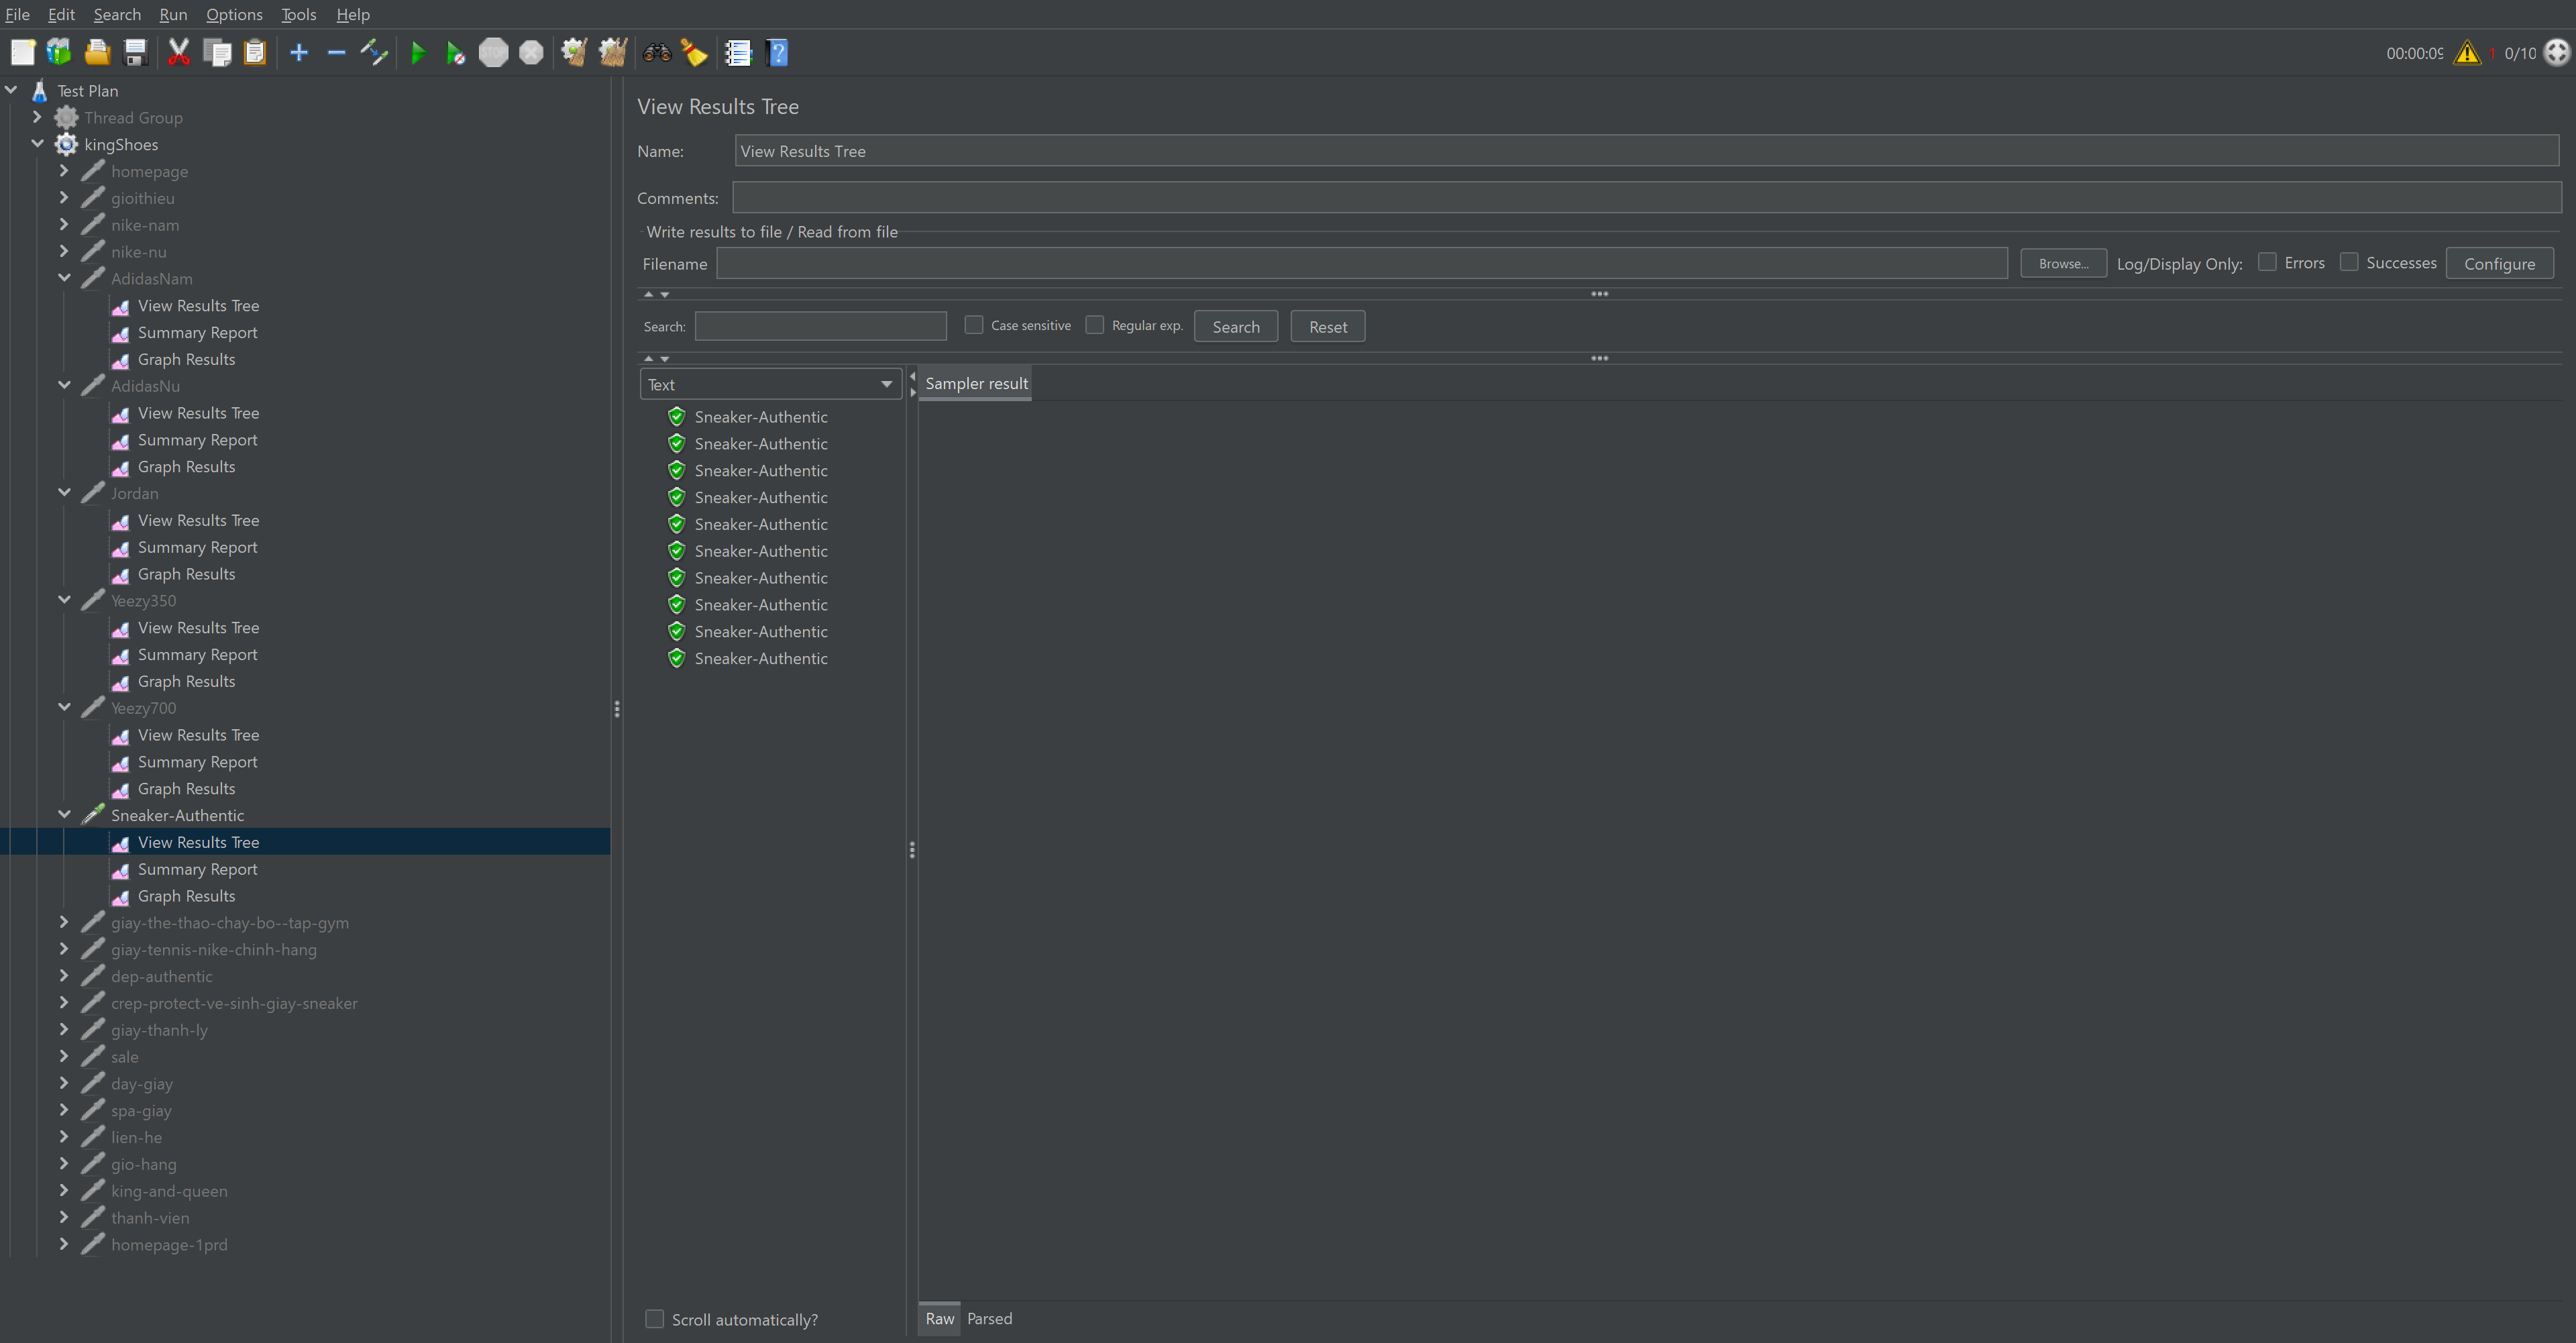 File Edit Search Run Options Tools Help
00:00:09 1 0/10
Test Plan
Thread Group
kingShoes
homepage
gioithieu
nike-nam
nike-nu
AdidasNam
View Results Tree
Summary Report
Graph Results
AdidasNu
View Results Tree
Summary Report
Graph Results
Jordan
View Results Tree
Summary Report
Graph Results
Yeezy350
View Results Tree
Summary Report
Graph Results
Yeezy700
View Results Tree
Summary Report
Graph Results
Sneaker-Authentic
View Results Tree
Summary Report
Graph Results
giay-the-thao-chay-bo--tap-gym
giay-tennis-nike-chinh-hang
dep-authentic
crep-protect-ve-sinh-giay-sneaker
giay-thanh-ly
sale
day-giay
spa-giay
lien-he
gio-hang
king-and-queen
thanh-vien
homepage-1prd
View Results Tree
Name: View Results Tree
Comments:
Write results to file / Read from file
Filename Browse... Log/Display Only: Errors Successes Configure
Search: Case sensitive Regular exp. Search Reset
Text
Sneaker-Authentic
Sneaker-Authentic
Sneaker-Authentic
Sneaker-Authentic
Sneaker-Authentic
Sneaker-Authentic
Sneaker-Authentic
Sneaker-Authentic
Sneaker-Authentic
Sneaker-Authentic
Scroll automatically?
Sampler result
Raw Parsed